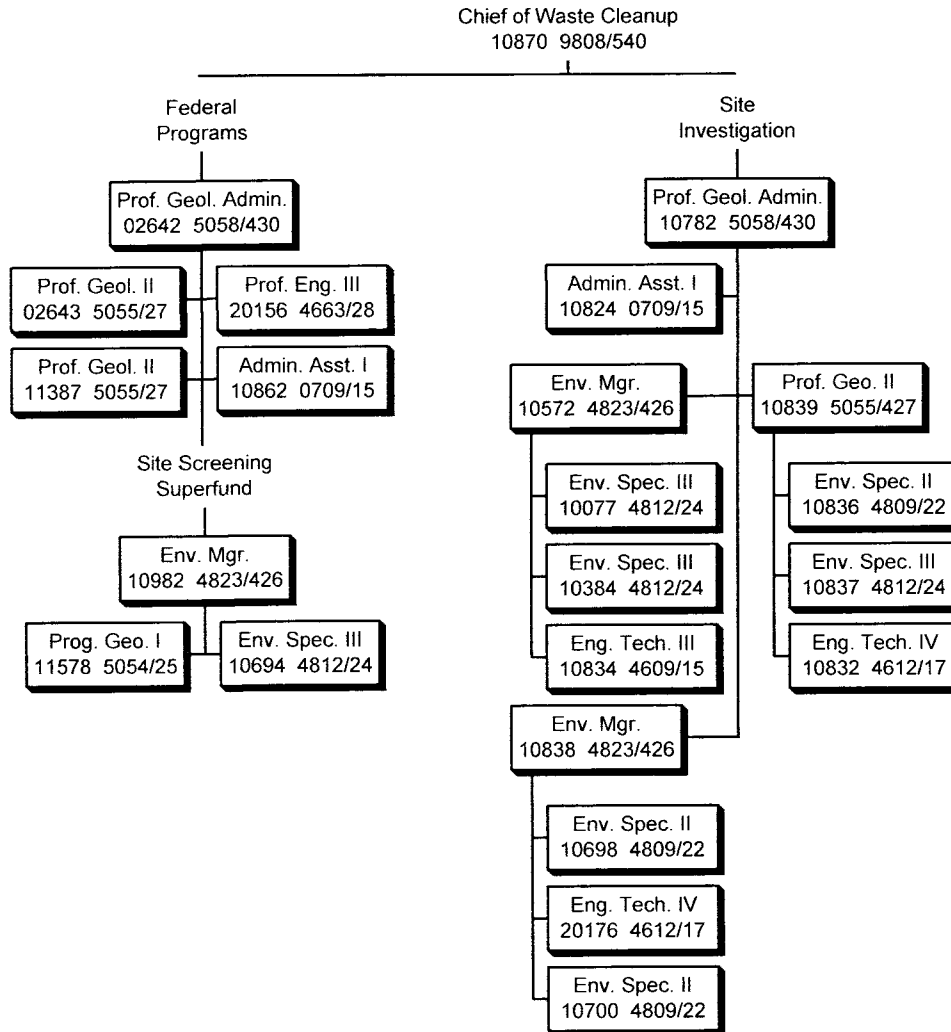 Chief of Waste Cleanup
10870 9808/540
Federal
Programs
Prof. Geol. Admin.
02642 5058/430
Prof. Geol. II
02643 5055/27
Prof. Eng. III
20156 4663/28
Prof. Geol. II
11387 5055/27
Admin. Asst. I
10862 0709/15
Site Screening
Superfund
Env. Mgr.
10982 4823/426
Prog. Geo. I
11578 5054/25
Env. Spec. III
10694 4812/24
Site
Investigation
Prof. Geol. Admin.
10782 5058/430
Admin. Asst. I
10824 0709/15
Env. Mgr.
10572 4823/426
Prof. Geo. II
10839 5055/427
Env. Spec. III
10077 4812/24
Env. Spec. III
10384 4812/24
Eng. Tech. III
10834 4609/15
Env. Spec. II
10836 4809/22
Env. Spec. III
10837 4812/24
Eng. Tech. IV
10832 4612/17
Env. Mgr.
10838 4823/426
Env. Spec. II
10698 4809/22
Eng. Tech. IV
20176 4612/17
Env. Spec. II
10700 4809/22